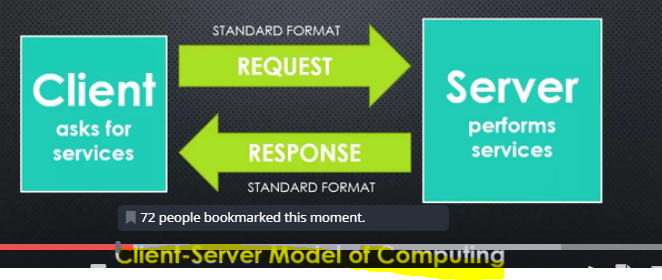 STANDARD FORMAT
REQUEST
Client
asks for
services
Server
performs
services
RESPONSE
STANDARD FORMAT
72 people bookmarked this moment.
Client-Server Model of Computing